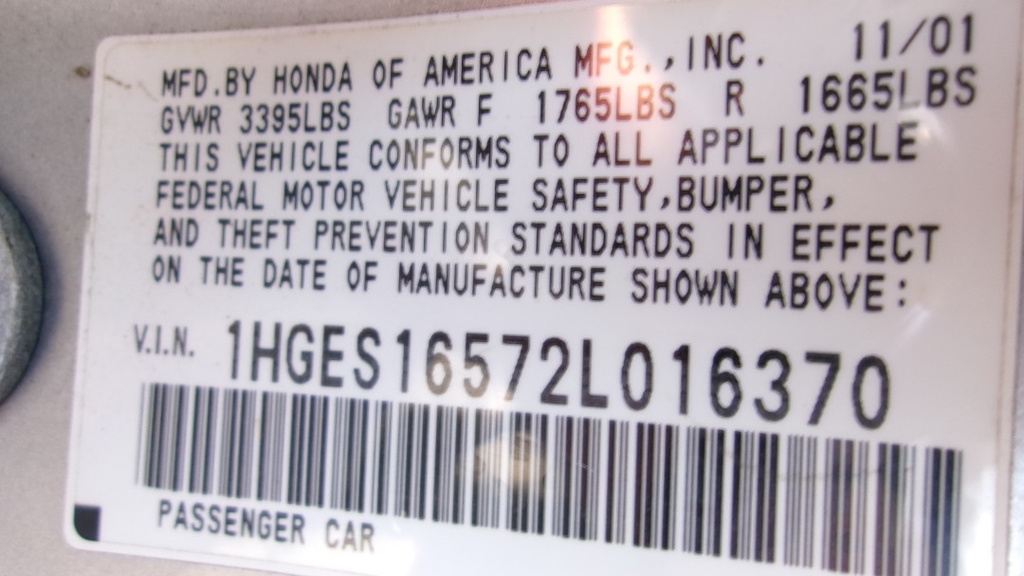 MFD.BY HONDA OF AMERICA MFG.,INC. 11/01
GVWR 3395LBS GAWR F 1765LBS R 1665LBS
THIS VEHICLE CONFORMS TO ALL APPLICABLE
FEDERAL MOTOR VEHICLE SAFETY,BUMPER,
AND THEFT PREVENTION STANDARDS IN EFFECT
ON THE DATE OF MANUFACTURE SHOWN ABOVE:
V.I.N. 1HGES16572L016370
PASSENGER CAR